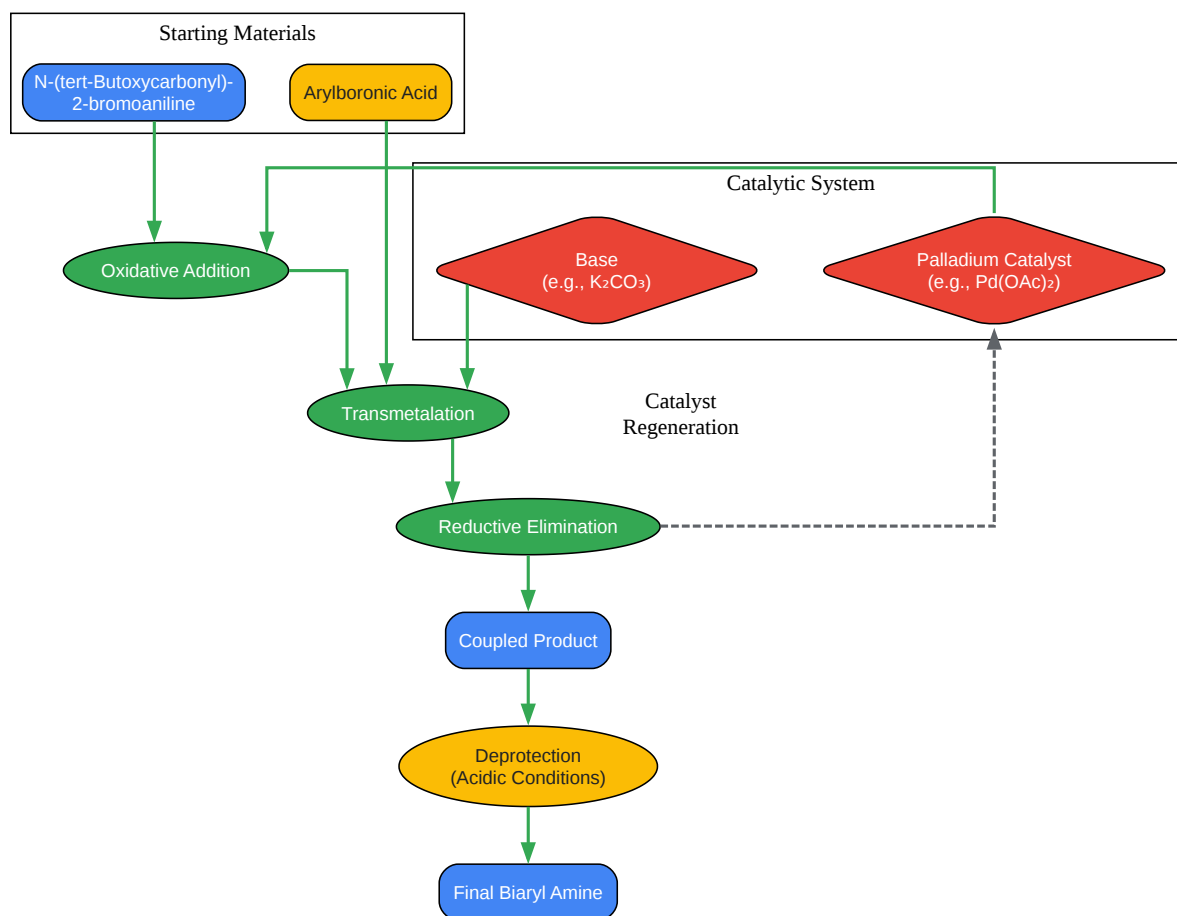 Starting Materials
N-(tert-Butoxycarbonyl)-
2-bromoaniline
Arylboronic Acid
Catalytic System
Base
(e.g., K₂CO₃)
Palladium Catalyst
(e.g., Pd(OAc)₂)
Oxidative Addition
Transmetalation
Catalyst
Regeneration
Reductive Elimination
Coupled Product
Deprotection
(Acidic Conditions)
Final Biaryl Amine